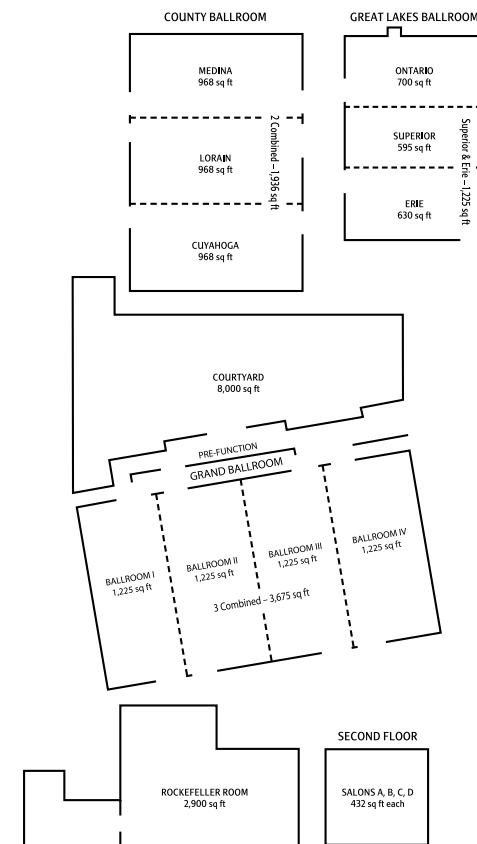 COUNTY BALLROOM
MEDINA
968 sq ft
LORAIN
968 sq ft
2 Combined – 1,936 sq ft
CUYAHOGA
968 sq ft
GREAT LAKES BALLROOM
ONTARIO
700 sq ft
SUPERIOR
595 sq ft
Superior & Erie – 1,225 sq ft
ERIE
630 sq ft
COURTYARD
8,000 sq ft
PRE-FUNCTION
GRAND BALLROOM
BALLROOM I
1,225 sq ft
BALLROOM II
1,225 sq ft
BALLROOM III
1,225 sq ft
BALLROOM IV
1,225 sq ft
3 Combined – 3,675 sq ft
ROCKEFELLER ROOM
2,900 sq ft
SECOND FLOOR
SALONS A, B, C, D
432 sq ft each